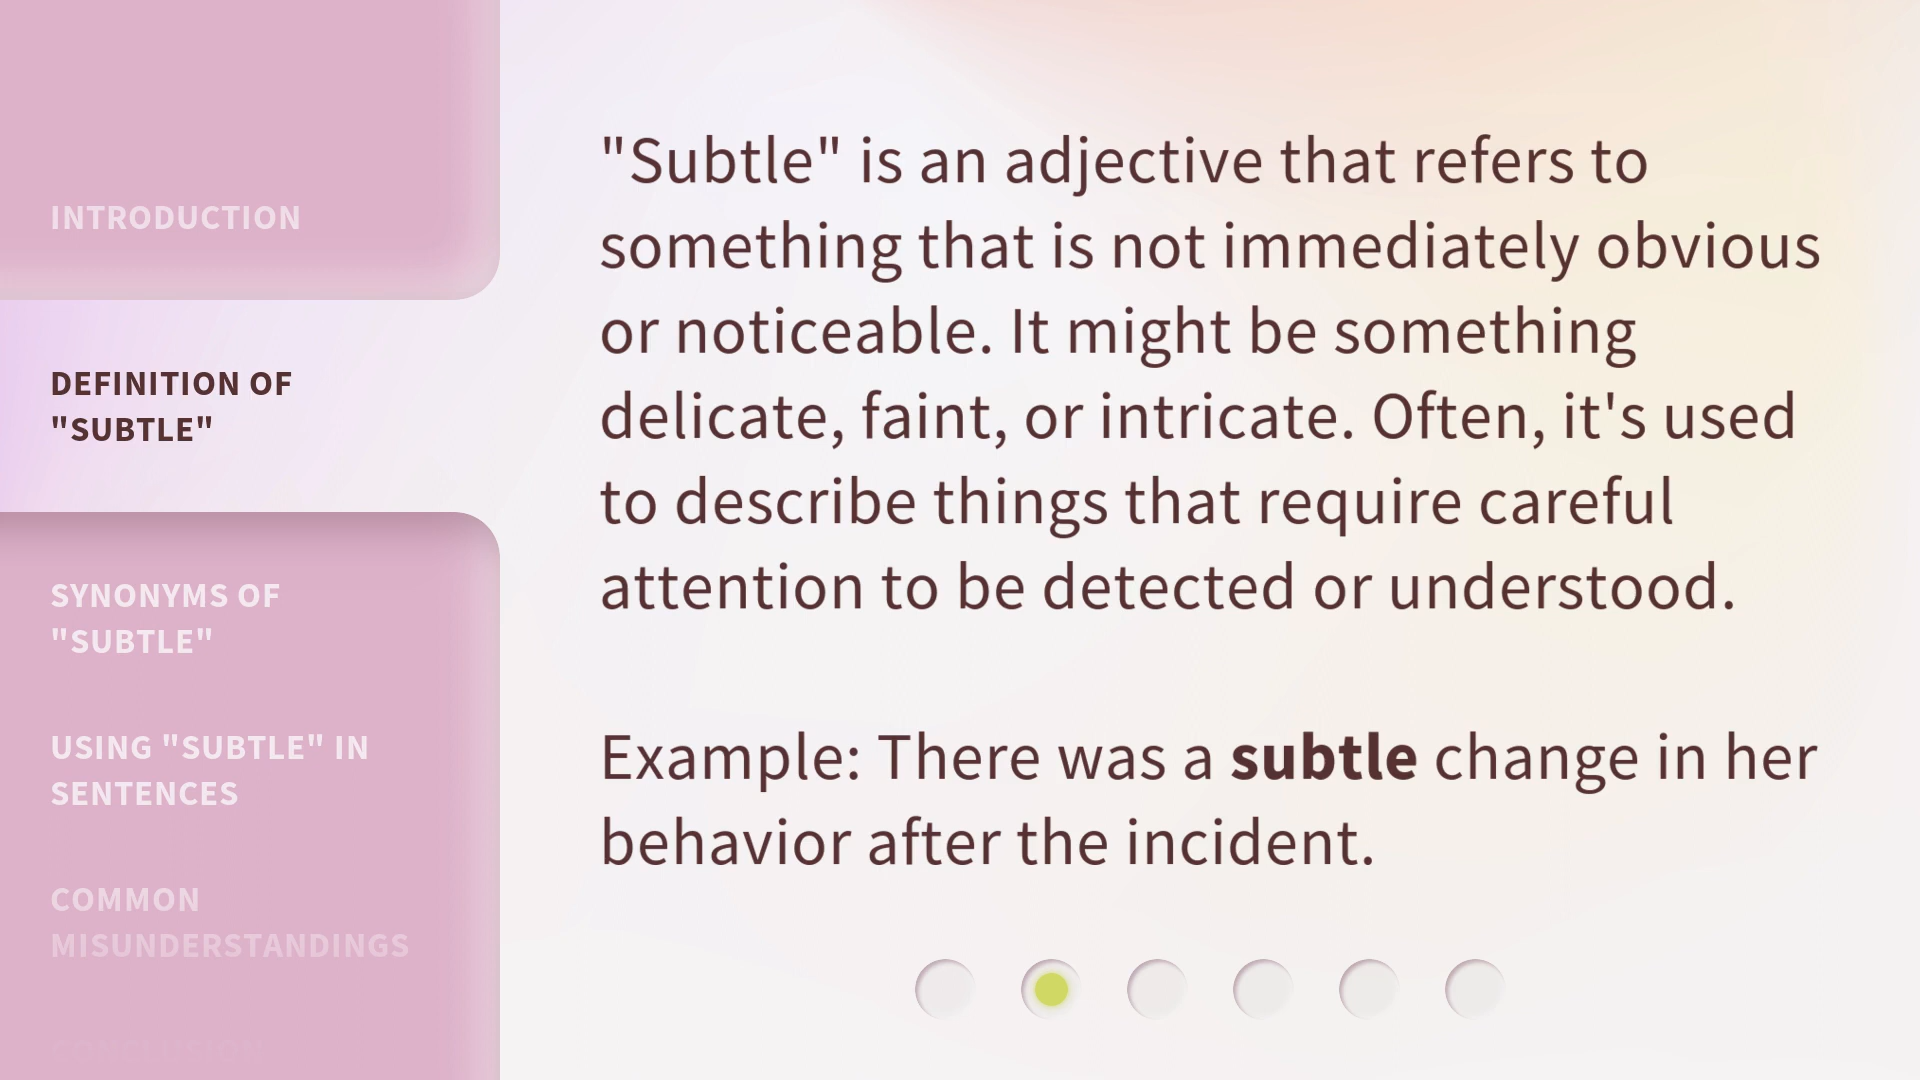 INTRODUCTION
DEFINITION OF
"SUBTLE"
SYNONYMS OF
"SUBTLE"
USING "SUBTLE" IN
SENTENCES
COMMON
MISUNDERSTANDINGS
CONCLUSION
"Subtle" is an adjective that refers to
something that is not immediately obvious
or noticeable. It might be something
delicate, faint, or intricate. Often, it's used
to describe things that require careful
attention to be detected or understood.
Example: There was a subtle change in her
behavior after the incident.